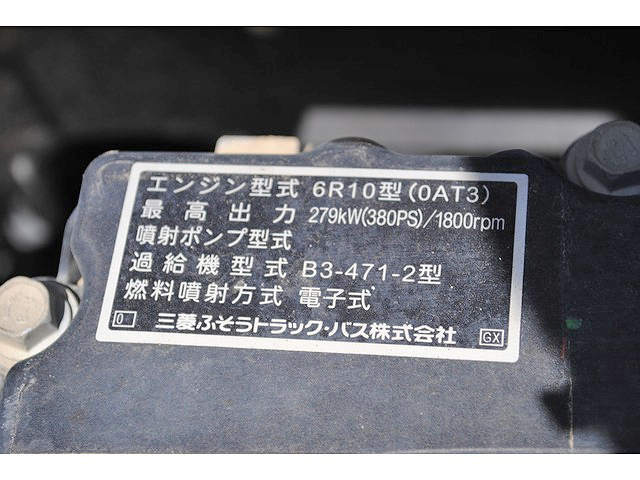 エンジン型式 6R10型(0AT3)
最高出力 279kW(380PS)/1800rpm
噴射ポンプ型式
過給機型式 B3-471-2型
燃料噴射方式 電子式
0 三菱ふそうトラック・バス株式会社 GX